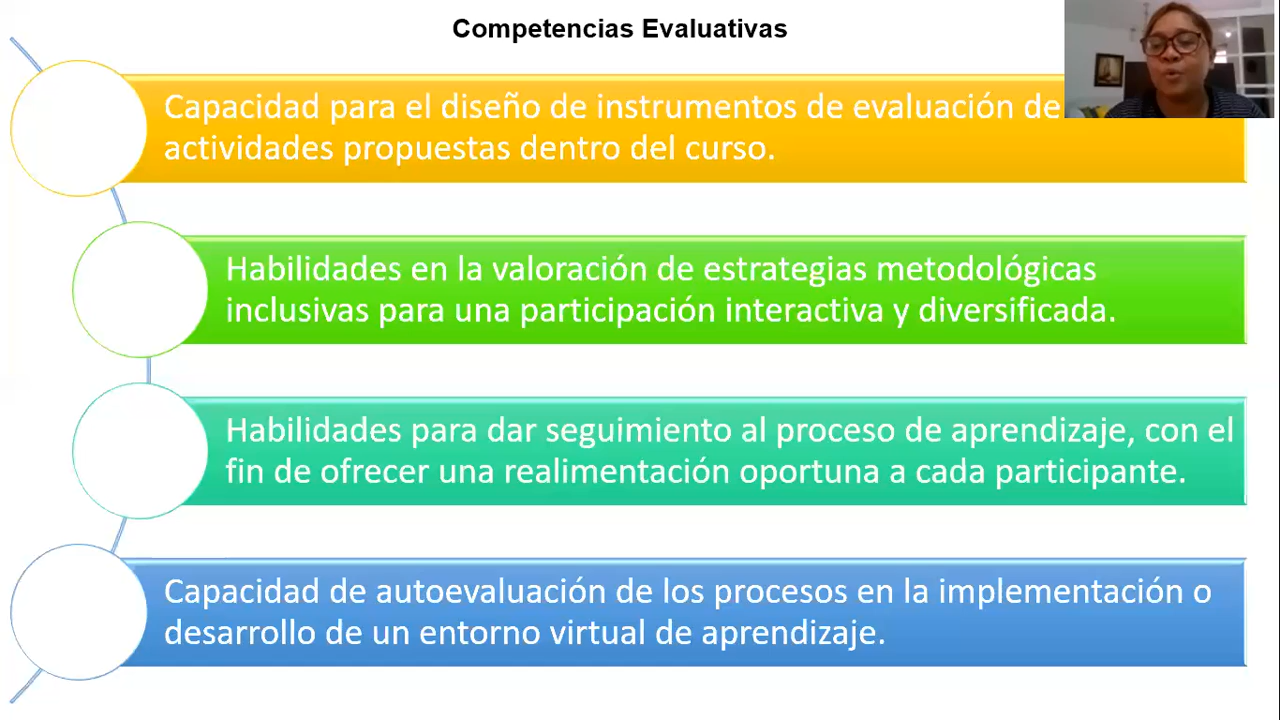 Competencias Evaluativas
Capacidad para el diseño de instrumentos de evaluación de
actividades propuestas dentro del curso.
Habilidades en la valoración de estrategias metodológicas
inclusivas para una participación interactiva y diversificada.
Habilidades para dar seguimiento al proceso de aprendizaje, con el
fin de ofrecer una realimentación oportuna a cada participante.
Capacidad de autoevaluación de los procesos en la implementación o
desarrollo de un entorno virtual de aprendizaje.